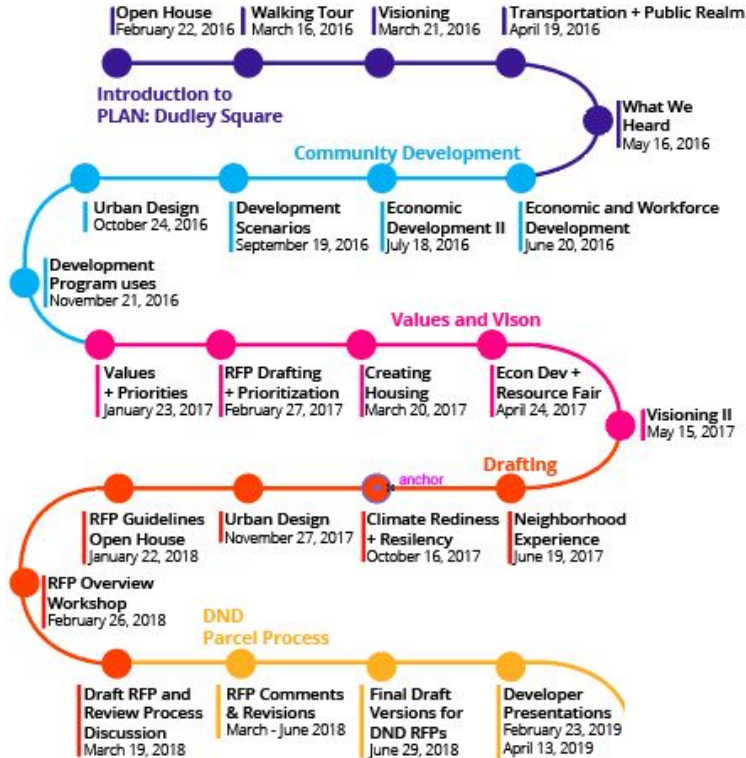 Open House
February 22, 2016
Walking Tour
March 16, 2016
Visioning
March 21, 2016
Transportation + Public Realm
April 19, 2016
Introduction to
PLAN: Dudley Square
What We
Heard
May 16, 2016
Community Development
Urban Design
October 24, 2016
Development
Scenarios
September 19, 2016
Economic
Development II
July 18, 2016
Economic and Workforce
Development
June 20, 2016
Development
Program uses
November 21, 2016
Values and VIson
Values
+ Priorities
January 23, 2017
RFP Drafting
+ Prioritization
February 27, 2017
Creating
Housing
March 20, 2017
Econ Dev +
Resource Fair
April 24, 2017
Visioning II
May 15, 2017
Drafting
anchor
RFP Guidelines
Open House
January 22, 2018
Urban Design
November 27, 2017
Climate Rediness
+ Resilency
October 16, 2017
Neighborhood
Experience
June 19, 2017
RFP Overview
Workshop
February 26, 2018
DND
Parcel Process
Draft RFP and
Review Process
Discussion
March 19, 2018
RFP Comments
& Revisions
March - June 2018
Final Draft
Versions for
DND RFPs
June 29, 2018
Developer
Presentations
February 23, 2019
April 13, 2019